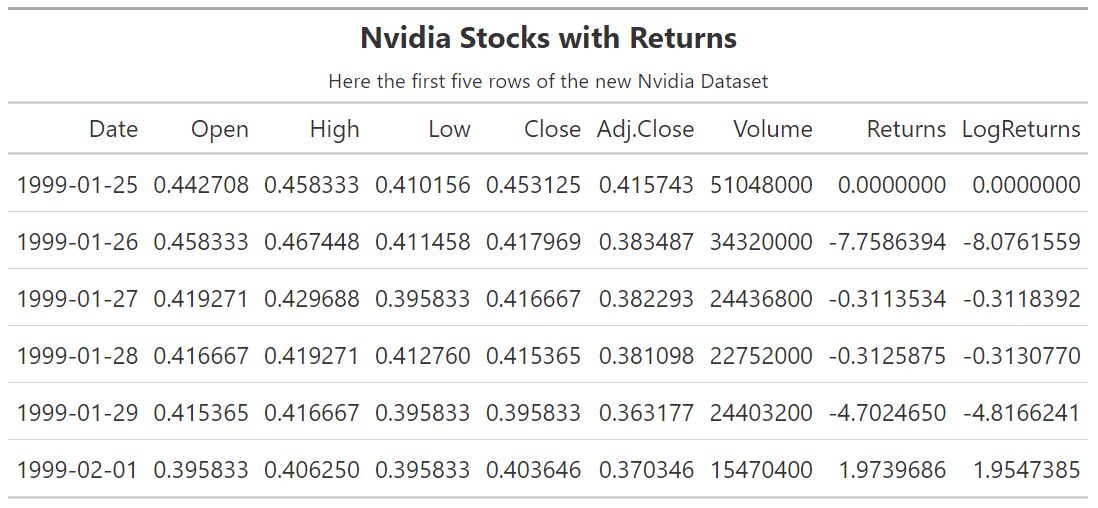 Nvidia Stocks with Returns
Here the first five rows of the new Nvidia Dataset
Date Open High Low Close Adj.Close Volume Returns LogReturns
1999-01-25 0.442708 0.458333 0.410156 0.453125 0.415743 51048000 0.0000000 0.0000000
1999-01-26 0.458333 0.467448 0.411458 0.417969 0.383487 34320000 -7.7586394 -8.0761559
1999-01-27 0.419271 0.429688 0.395833 0.416667 0.382293 24436800 -0.3113534 -0.3118392
1999-01-28 0.416667 0.419271 0.412760 0.415365 0.381098 22752000 -0.3125875 -0.3130770
1999-01-29 0.415365 0.416667 0.395833 0.395833 0.363177 24403200 -4.7024650 -4.8166241
1999-02-01 0.395833 0.406250 0.395833 0.403646 0.370346 15470400 1.9739686 1.9547385